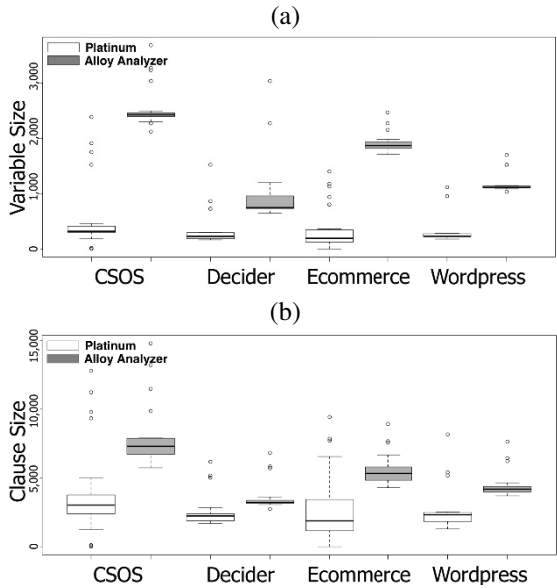 (a)
Platinum
Alloy Analyzer
Variable Size
3,000
2,000
1,000
0
CSOS Decider Ecommerce Wordpress
(b)
Platinum
Alloy Analyzer
Clause Size
15,000
10,000
5,000
0
CSOS Decider Ecommerce Wordpress